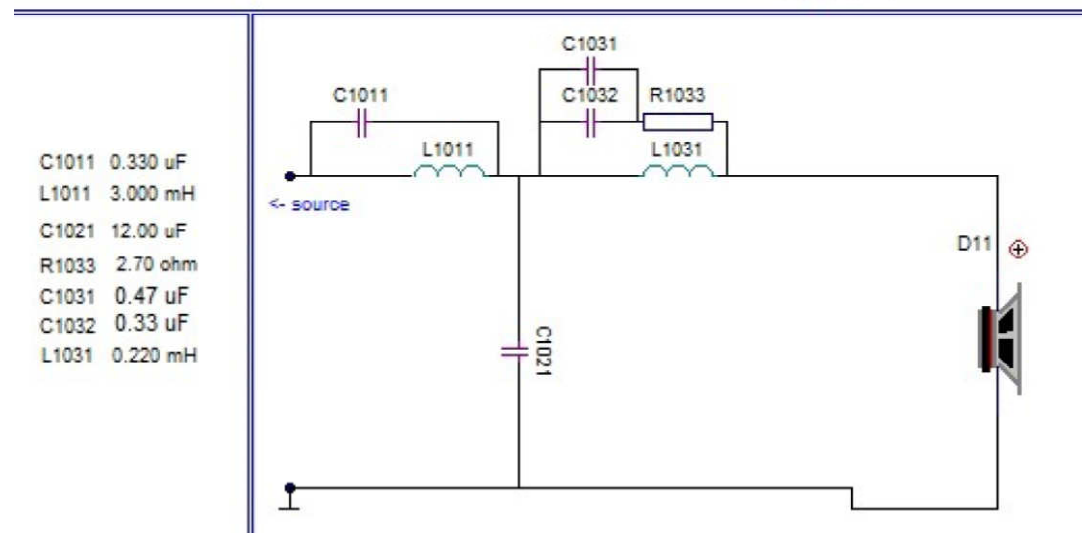 C1011 0.330 uF
L1011 3.000 mH
C1021 12.00 uF
R1033 2.70 ohm
C1031 0.47 uF
C1032 0.33 uF
L1031 0.220 mH
C1031
C1011
C1032 R1033
L1011
L1031
<- source
D11
C1021